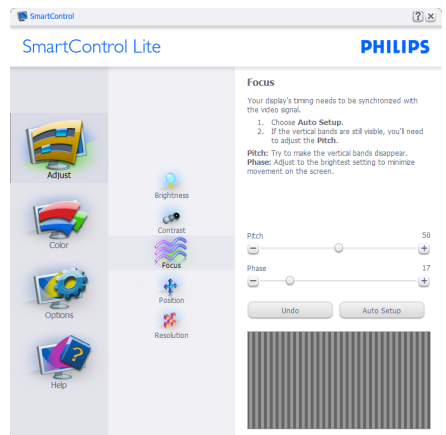 SmartControl
SmartControl Lite
PHILIPS
Adjust
Color
Options
Help
Brightness
Contrast
Focus
Position
Resolution
Focus
Your display's timing needs to be synchronized with
the video signal.
1. Choose Auto Setup.
2. If the vertical bands are still visible, you'll need
to adjust the Pitch.
Pitch: Try to make the vertical bands disappear.
Phase: Adjust to the brightest setting to minimize
movement on the screen.
Pitch 50
Phase 17
Undo Auto Setup